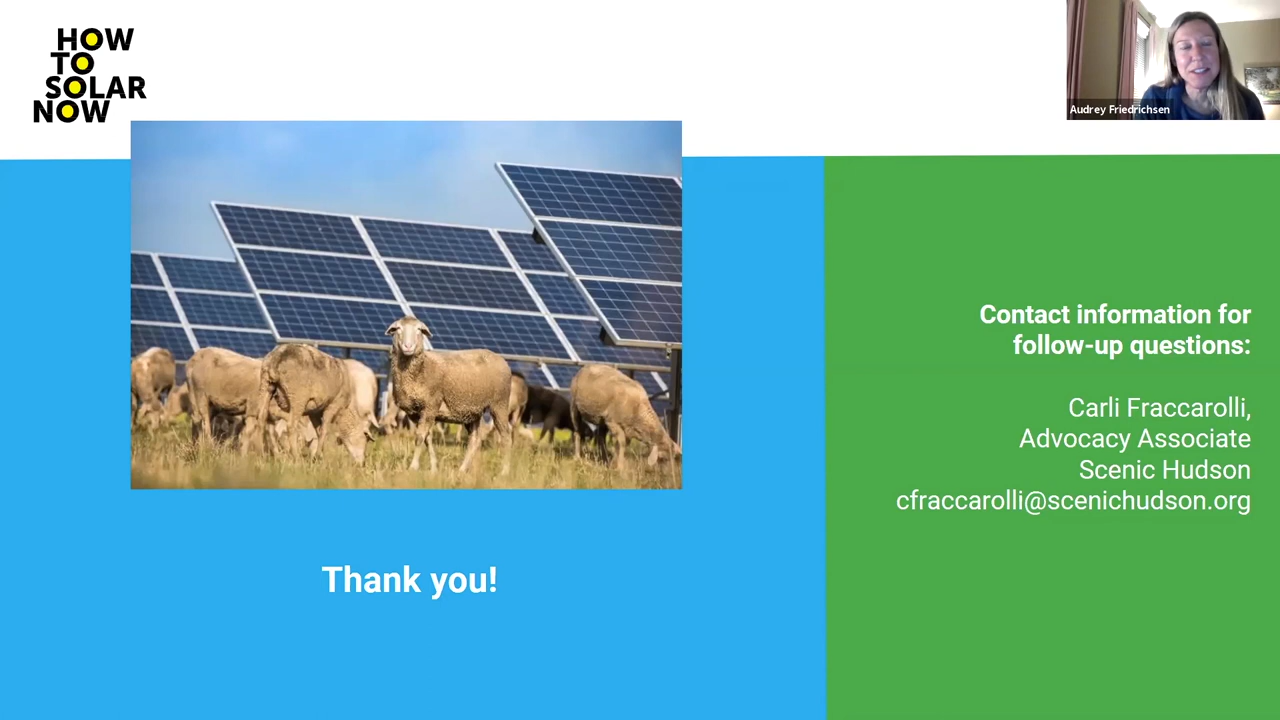 HOW
TO
SOLAR
NOW
Audrey Friedrichsen
Contact information for
follow-up questions:
Carli Fraccarolli,
Advocacy Associate
Scenic Hudson
cfraccarolli@scenichudson.org
Thank you!